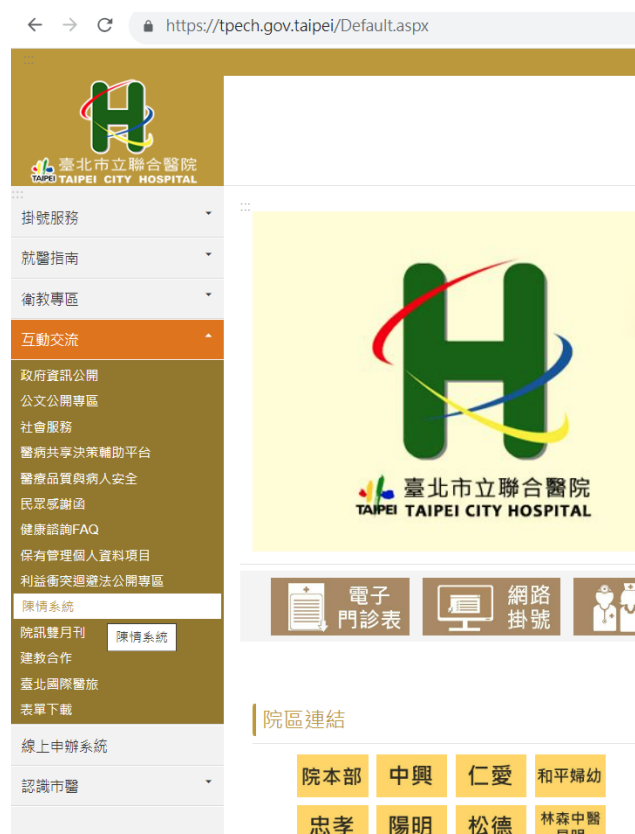 https://tpech.gov.taipei/Default.aspx
臺北市立聯合醫院
TAIPEI TAIPEI CITY HOSPITAL
掛號服務
就醫指南
衛教專區
互動交流
政府資訊公開
公文公開專區
社會服務
醫病共享決策輔助平台
醫療品質與病人安全
民眾感謝函
健康諮詢FAQ
保有管理個人資料項目
利益衝突迴避法公開專區
陳情系統
院訊雙月刊
陳情系統
建教合作
臺北國際醫旅
表單下載
線上申辦系統
認識市醫
臺北市立聯合醫院
TAIPEI TAIPEI CITY HOSPITAL
電子
門診表
網路
掛號
院區連結
院本部 中興 仁愛 和平婦幼
忠孝 陽明 松德 林森中醫